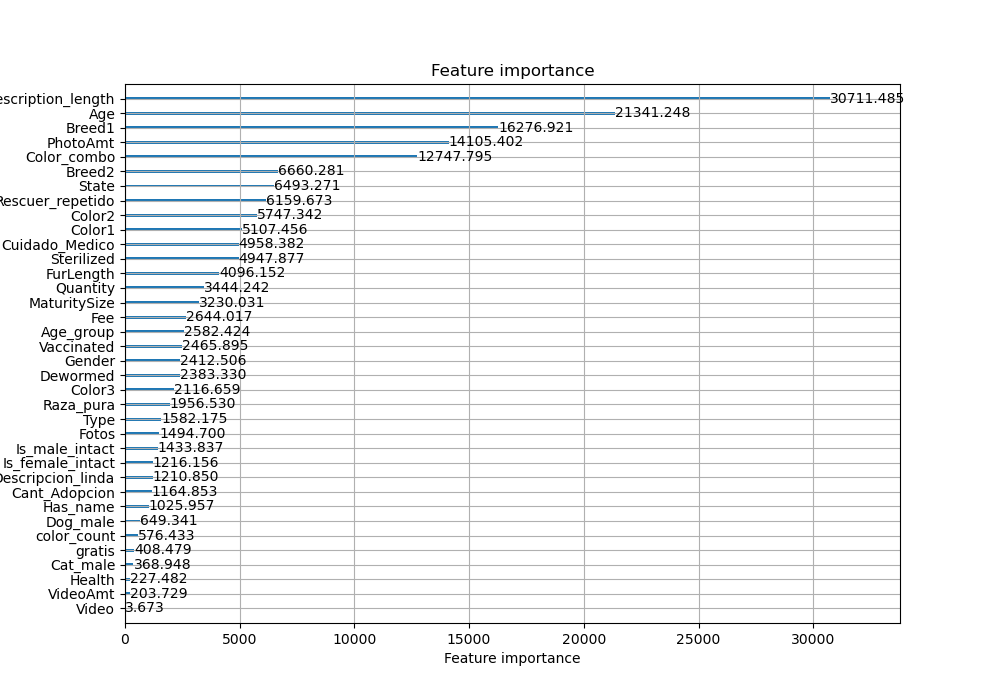 Feature importance
escription_length 30711.485
Age 21341.248
Breed1 16276.921
PhotoAmt 14105.402
Color_combo 12747.795
Breed2 6660.281
State 6493.271
Rescuer_repetido 6159.673
Color2 5747.342
Color1 5107.456
Cuidado_Medico 4958.382
Sterilized 4947.877
FurLength 4096.152
Quantity 3444.242
MaturitySize 3230.031
Fee 2644.017
Age_group 2582.424
Vaccinated 2465.895
Gender 2412.506
Dewormed 2383.330
Color3 2116.659
Raza_pura 1956.530
Type 1582.175
Fotos 1494.700
Is_male_intact 1433.837
Is_female_intact 1216.156
Descripcion_linda 1210.850
Cant_Adopcion 1164.853
Has_name 1025.957
Dog_male 649.341
color_count 576.433
gratis 408.479
Cat_male 368.948
Health 227.482
VideoAmt 203.729
Video 3.673
0 5000 10000 15000 20000 25000 30000
Feature importance